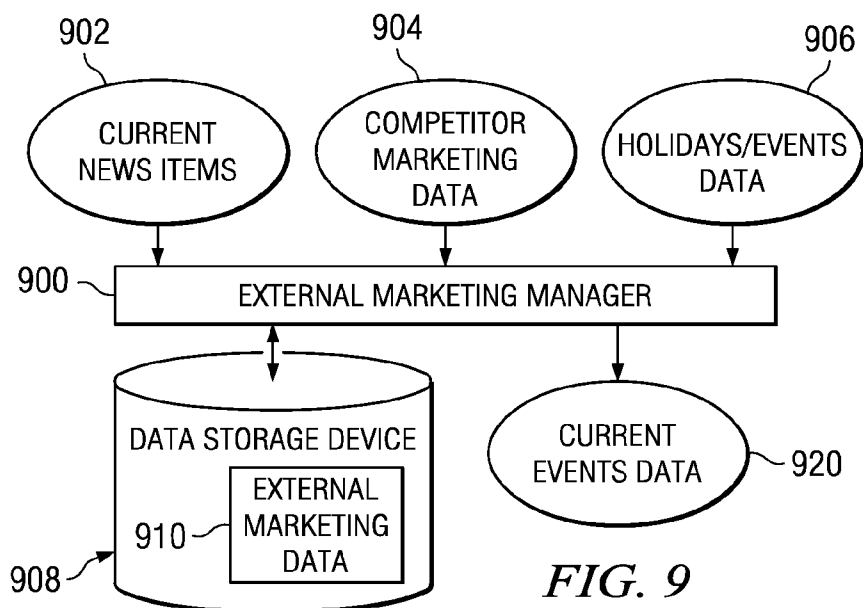 902
904
906
CURRENT
NEWS ITEMS
COMPETITOR
MARKETING
DATA
HOLIDAYS/EVENTS
DATA
900
EXTERNAL MARKETING MANAGER
DATA STORAGE DEVICE
EXTERNAL
MARKETING
DATA
910
908
CURRENT
EVENTS DATA
920
FIG. 9